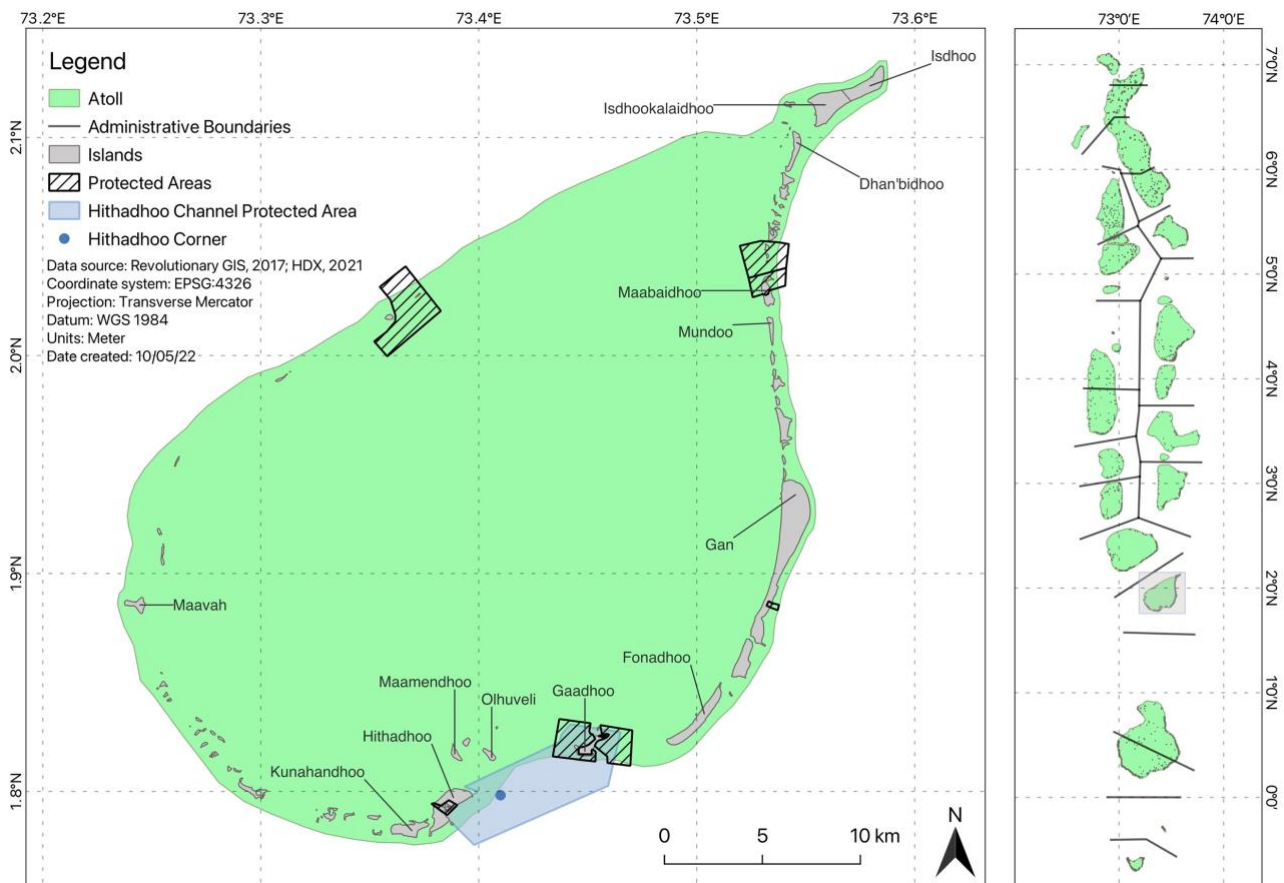 73.2°E
73.3°E
73.4°E
73.5°E
73.6°E
73°0'E
74°0'E
Legend
Atoll
Administrative Boundaries
Islands
Protected Areas
Hithadhoo Channel Protected Area
Hithadhoo Corner
Data source: Revolutionary GIS, 2017; HDX, 2021
Coordinate system: EPSG:4326
Projection: Transverse Mercator
Datum: WGS 1984
Units: Meter
Date created: 10/05/22
Isdhoo
Isdhookalaidhoo
Dhan'bidhoo
Maabaidhoo
Mundoo
Gan
Maavah
Fonadhoo
Gaadhoo
Maamendhoo
Olhuveli
Hithadhoo
Kunahandhoo
2.1°N
2.0°N
1.9°N
1.8°N
0
5
10 km
N
7°0'N
6°0'N
5°0'N
4°0'N
3°0'N
2°0'N
1°0'N
0°0'